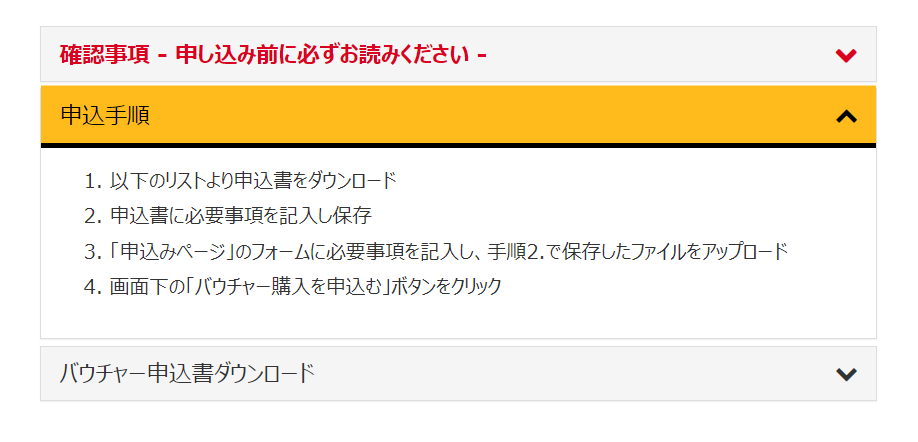 確認事項 - 申し込み前に必ずお読みください -
申込手順
1. 以下のリストより申込書をダウンロード
2. 申込書に必要事項を記入し保存
3. 「申込みページ」のフォームに必要事項を記入し、手順2.で保存したファイルをアップロード
4. 画面下の「バウチャー購入を申込む」ボタンをクリック
バウチャー申込書ダウンロード